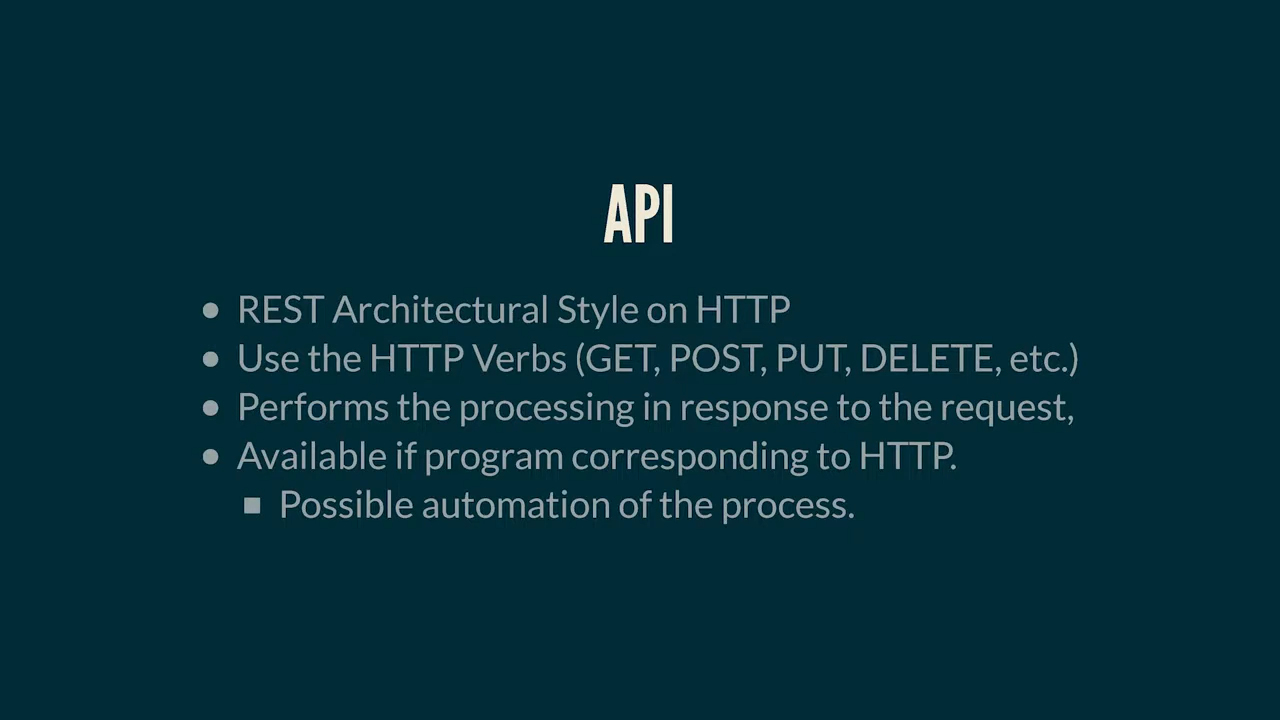 API
• REST Architectural Style on HTTP
• Use the HTTP Verbs (GET, POST, PUT, DELETE, etc.)
• Performs the processing in response to the request,
• Available if program corresponding to HTTP.
▪ Possible automation of the process.